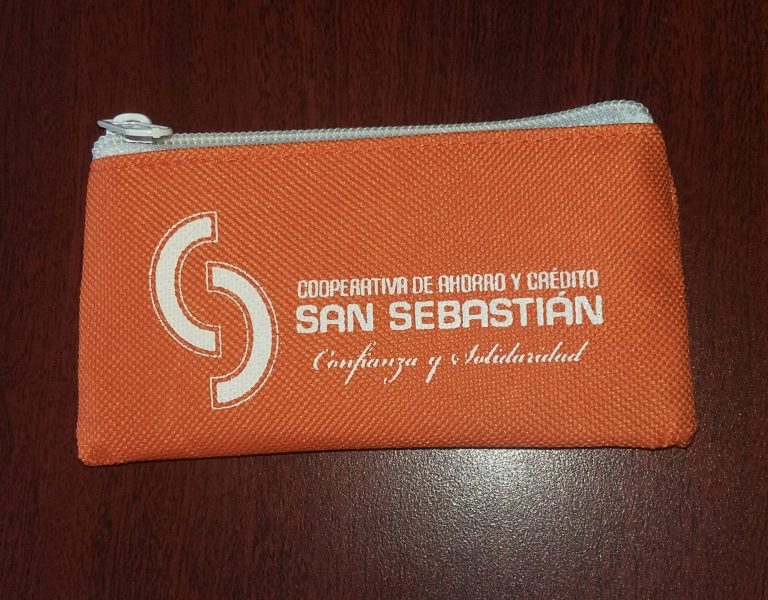 COOPERATIVA DE AHORRO Y CRÉDITO
SAN SEBASTIÁN
Confianza y Solidaridad